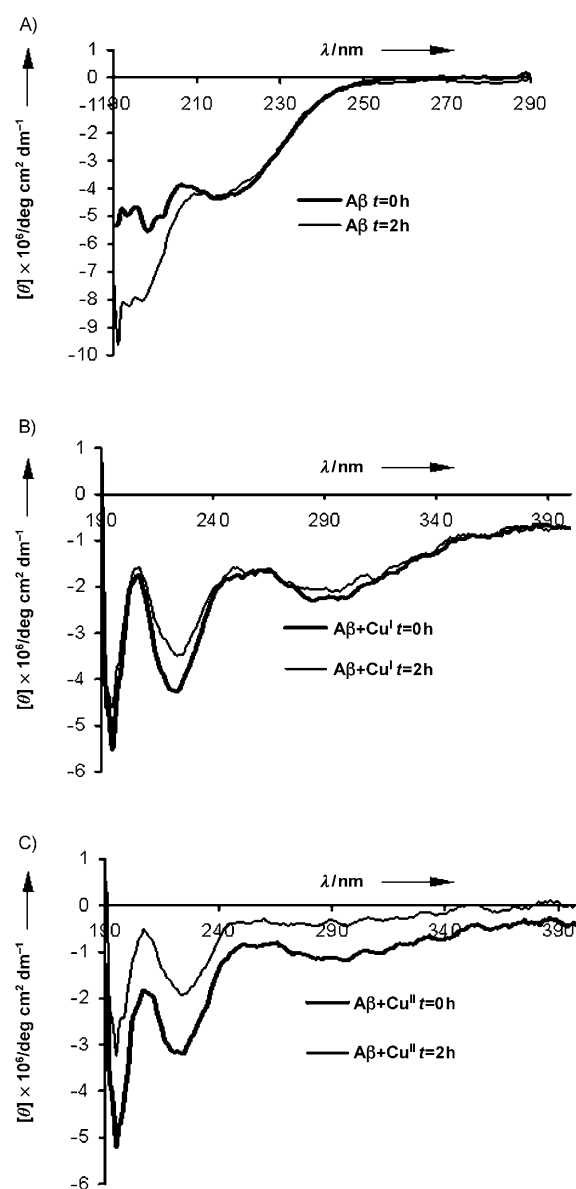 A)
λ/nm
1
0
-1190 210 230 250 270 290
-2
-3
-4
-5
-6
-7
-8
-9
-10
[θ] × 10⁶/deg cm² dm⁻¹
Aβ t=0h
Aβ t=2h
B)
1
λ/nm
0
190 240 290 340 390
-1
-2
-3
-4
-5
-6
[θ] × 10⁶/deg cm² dm⁻¹
Aβ+Cuᴵ t=0h
Aβ+Cuᴵ t=2h
C)
1
λ/nm
0
190 240 290 340 390
-1
-2
-3
-4
-5
-6
[θ] × 10⁶/deg cm² dm⁻¹
Aβ+Cuᴵᴵ t=0h
Aβ+Cuᴵᴵ t=2h